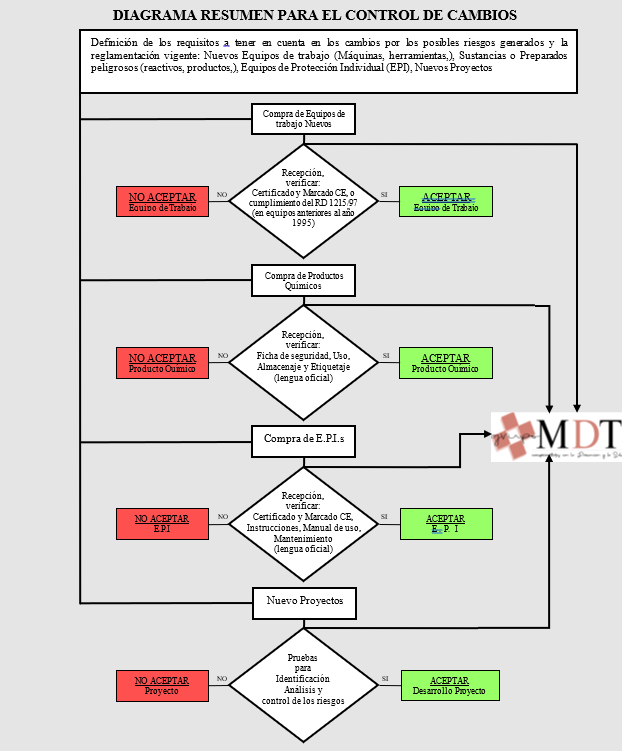 DIAGRAMA RESUMEN PARA EL CONTROL DE CAMBIOS
Definición de los requisitos a tener en cuenta en los cambios por los posibles riesgos generados y la
reglamentación vigente: Nuevos Equipos de trabajo (Máquinas, herramientas,), Sustancias o Preparados
peligrosos (reactivos, productos,), Equipos de Protección Individual (EPI), Nuevos Proyectos
Compra de Equipos de
trabajo Nuevos
Recepción,
verificar:
Certificado y Marcado CE, o
cumplimiento del RD 1215/97
(en equipos anteriores al año
1995)
NO
NO ACEPTAR
Equipo de Trabajo
SI
ACEPTAR
Equipo de Trabajo
Compra de Productos
Químicos
Recepción,
verificar:
Ficha de seguridad, Uso,
Almacenaje y Etiquetaje
(lengua oficial)
NO
NO ACEPTAR
Producto Químico
SI
ACEPTAR
Producto Químico
grupo MDT
Compra de E.P.I.s
Recepción,
verificar:
Certificado y Marcado CE,
Instrucciones, Manual de uso,
Mantenimiento
(lengua oficial)
NO
NO ACEPTAR
E.P.I
SI
ACEPTAR
E. P. I
Nuevo Proyectos
Pruebas
para
Identificación
Análisis y
control de los riesgos
NO
NO ACEPTAR
Proyecto
SI
ACEPTAR
Desarrollo Proyecto